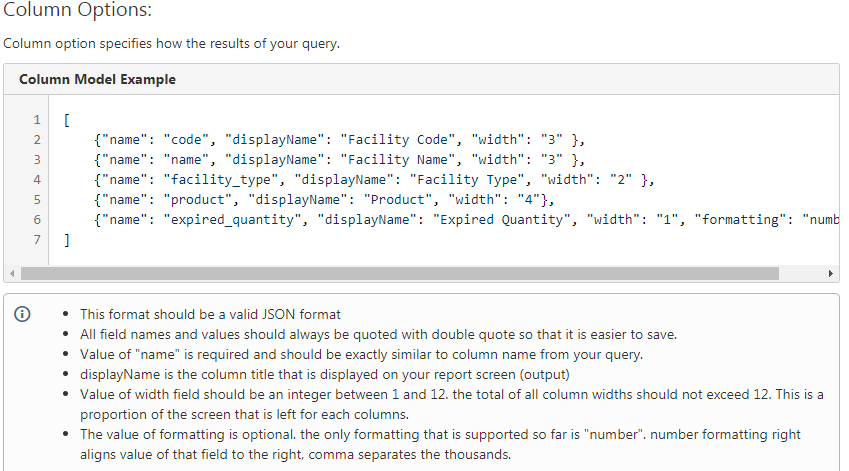 Column Options:
Column option specifies how the results of your query.
Column Model Example
1 [
2 {"name": "code", "displayName": "Facility Code", "width": "3" },
3 {"name": "name", "displayName": "Facility Name", "width": "3" },
4 {"name": "facility_type", "displayName": "Facility Type", "width": "2" },
5 {"name": "product", "displayName": "Product", "width": "4"},
6 {"name": "expired_quantity", "displayName": "Expired Quantity", "width": "1", "formatting": "numb
7 ]
• This format should be a valid JSON format
• All field names and values should always be quoted with double quote so that it is easier to save.
• Value of "name" is required and should be exactly similar to column name from your query.
• displayName is the column title that is displayed on your report screen (output)
• Value of width field should be an integer between 1 and 12. the total of all column widths should not exceed 12. This is a
proportion of the screen that is left for each columns.
• The value of formatting is optional. the only formatting that is supported so far is "number". number formatting right
aligns value of that field to the right, comma separates the thousands.